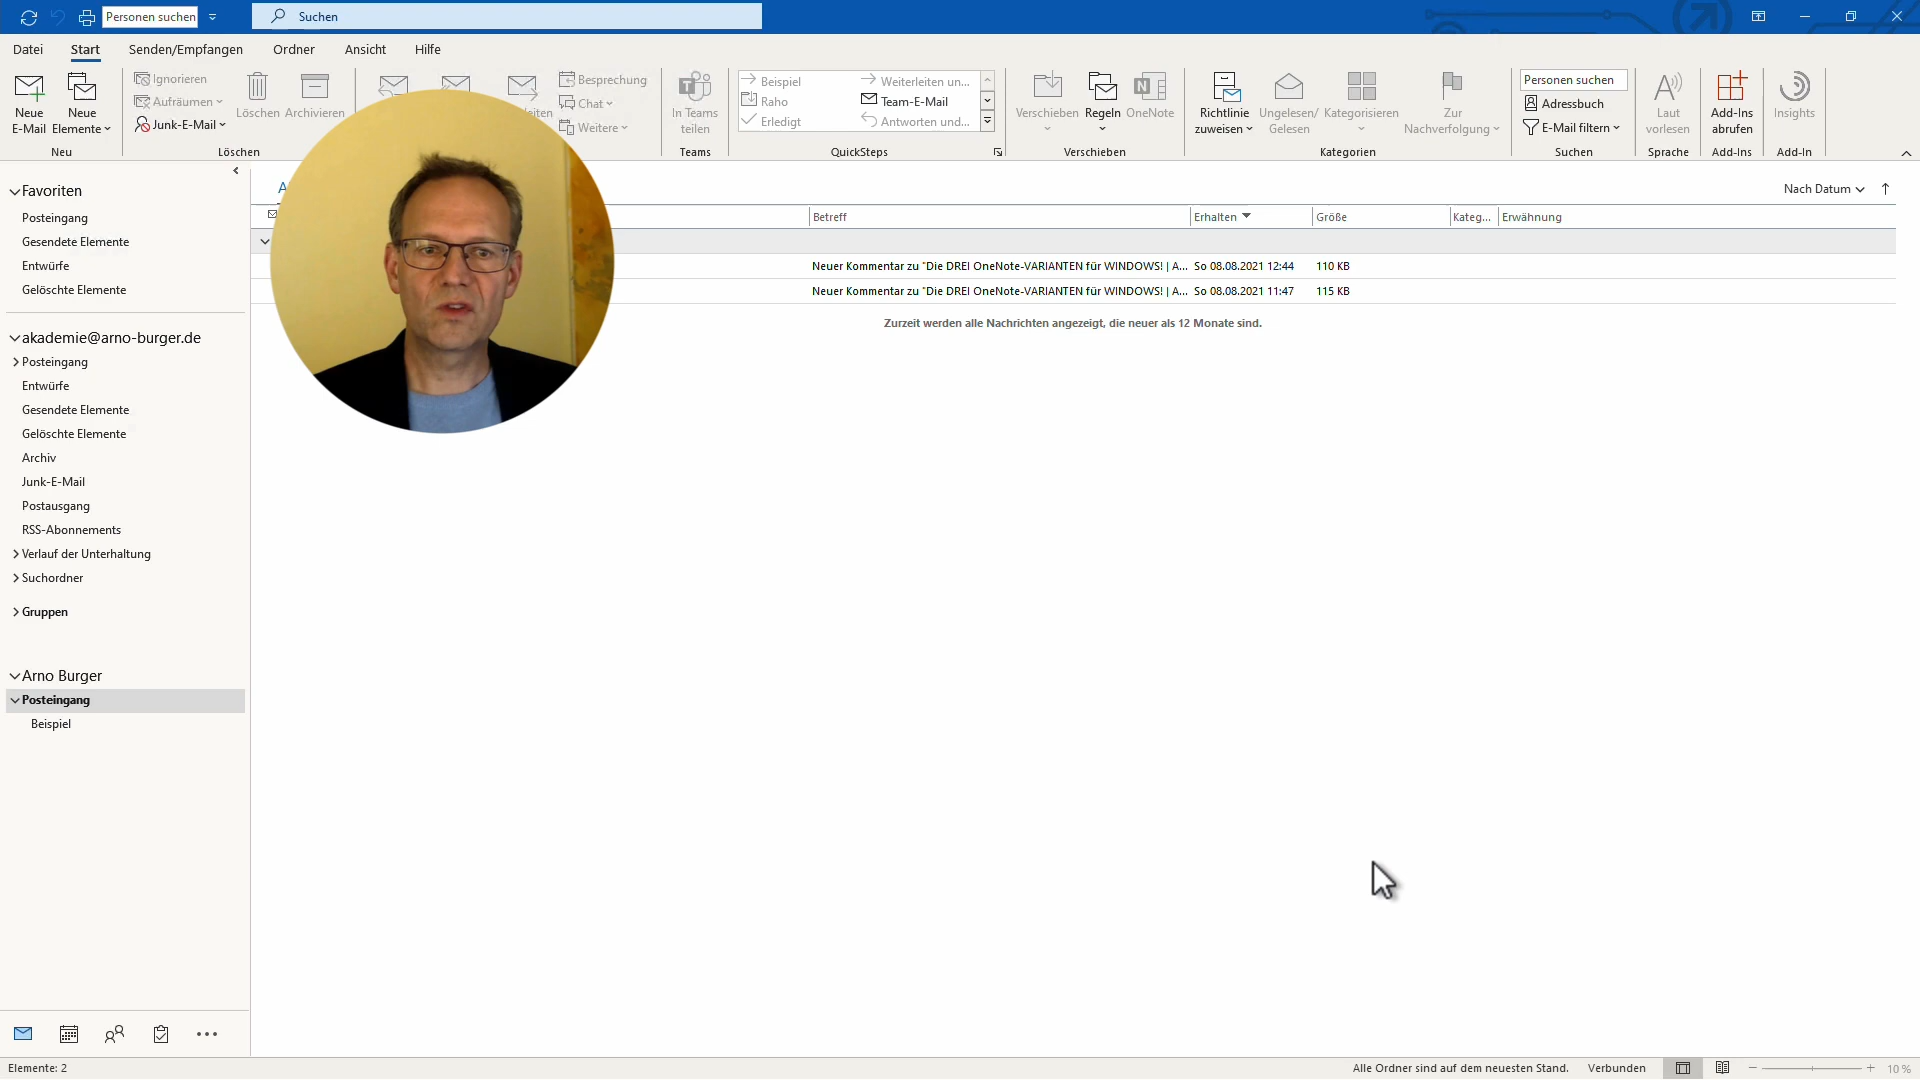 Personen suchen
Suchen
Datei Start Senden/Empfangen Ordner Ansicht Hilfe
Neue E-Mail
Neue Elemente
Neu
Ignorieren
Aufräumen
Junk-E-Mail
Löschen
Archivieren
Löschen
Besprechung
Chat
Weitere
In Teams teilen
Teams
Beispiel
Raho
Erledigt
Weiterleiten un...
Team-E-Mail
Antworten und...
QuickSteps
Verschieben
Regeln
OneNote
Verschieben
Richtlinie zuweisen
Ungelesen/ Gelesen
Kategorisieren
Zur Nachverfolgung
Kategorien
Personen suchen
Adressbuch
E-Mail filtern
Suchen
Laut vorlesen
Sprache
Add-Ins abrufen
Add-Ins
Insights
Add-In
Favoriten
Posteingang
Gesendete Elemente
Entwürfe
Gelöschte Elemente
akademie@arno-burger.de
Posteingang
Entwürfe
Gesendete Elemente
Gelöschte Elemente
Archiv
Junk-E-Mail
Postausgang
RSS-Abonnements
Verlauf der Unterhaltung
Suchordner
Gruppen
Arno Burger
Posteingang
Beispiel
Nach Datum
Betreff Erhalten Größe Kateg... Erwähnung
Neuer Kommentar zu "Die DREI OneNote-VARIANTEN für WINDOWS! | A... So 08.08.2021 12:44 110 KB
Neuer Kommentar zu "Die DREI OneNote-VARIANTEN für WINDOWS! | A... So 08.08.2021 11:47 115 KB
Zurzeit werden alle Nachrichten angezeigt, die neuer als 12 Monate sind.
Elemente: 2
Alle Ordner sind auf dem neuesten Stand. Verbunden 10 %